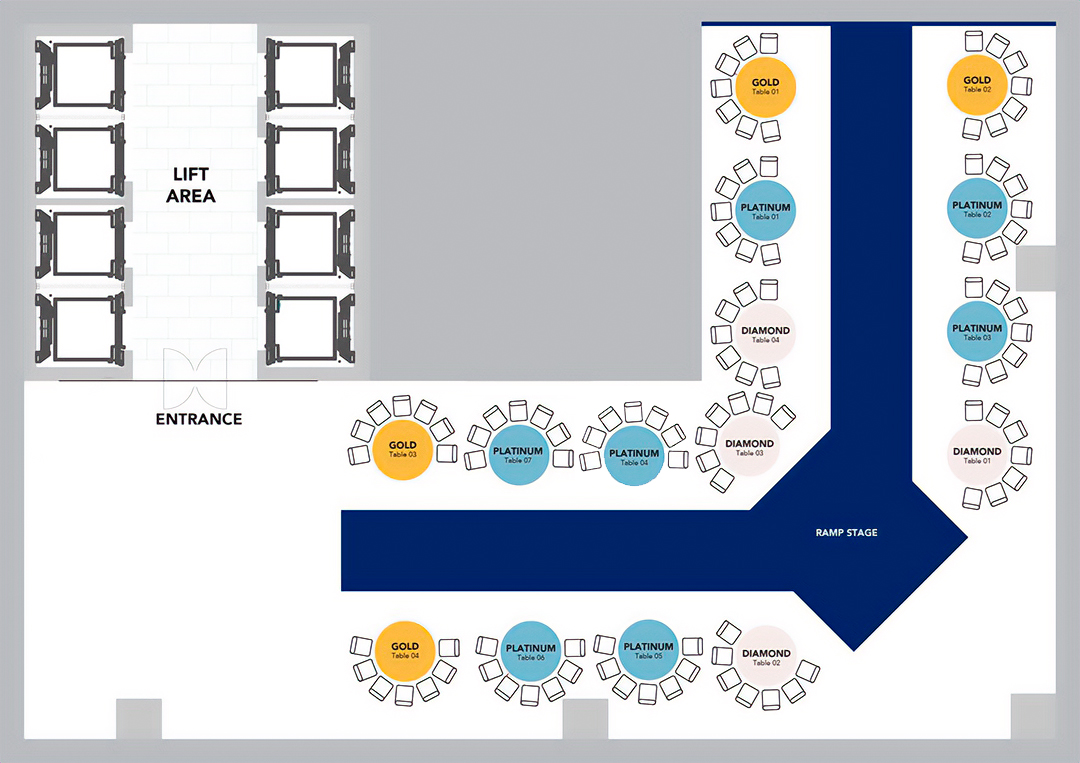 GOLD
Table 01
GOLD
Table 02
LIFT
AREA
PLATINUM
Table 01
PLATINUM
Table 02
DIAMOND
Table 04
PLATINUM
Table 03
ENTRANCE
GOLD
Table 03
PLATINUM
Table 07
PLATINUM
Table 04
DIAMOND
Table 03
DIAMOND
Table 01
RAMP STAGE
GOLD
Table 04
PLATINUM
Table 06
PLATINUM
Table 05
DIAMOND
Table 02